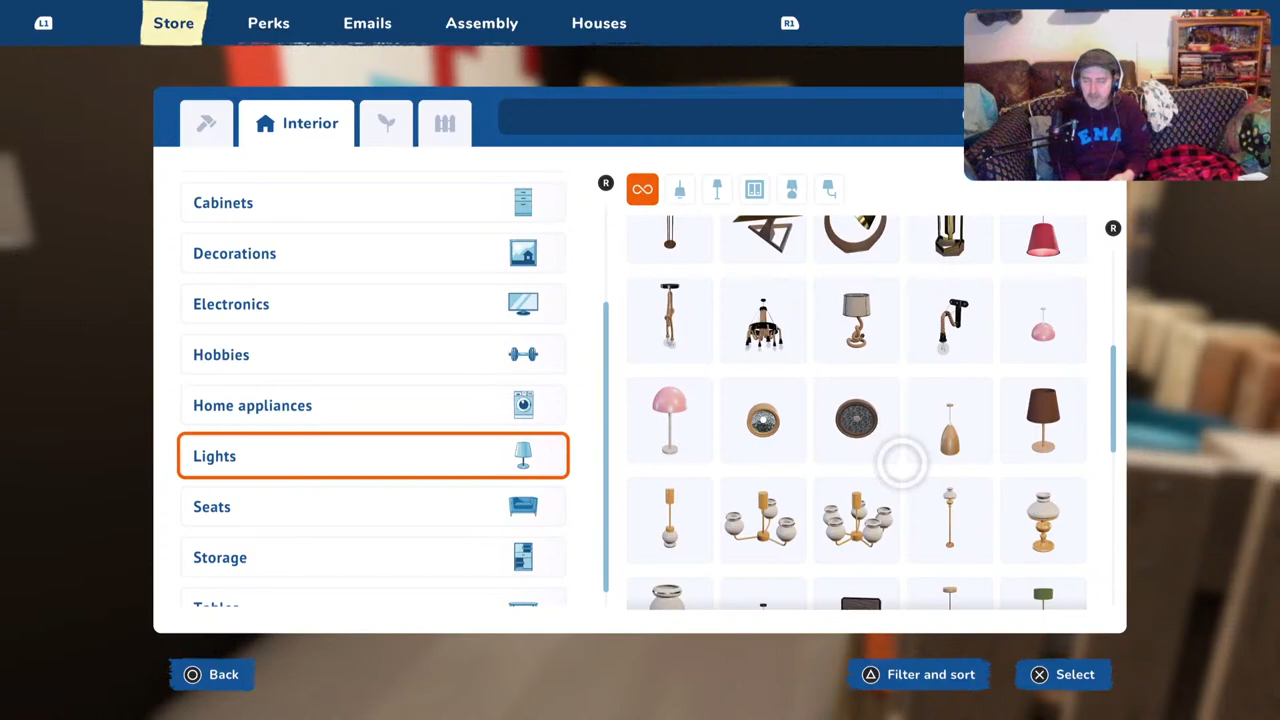 L1
Store
Perks
Emails
Assembly
Houses
R1
Interior
Cabinets
Decorations
Electronics
Hobbies
Home appliances
Lights
Seats
Storage
R
R
Back
Filter and sort
Select